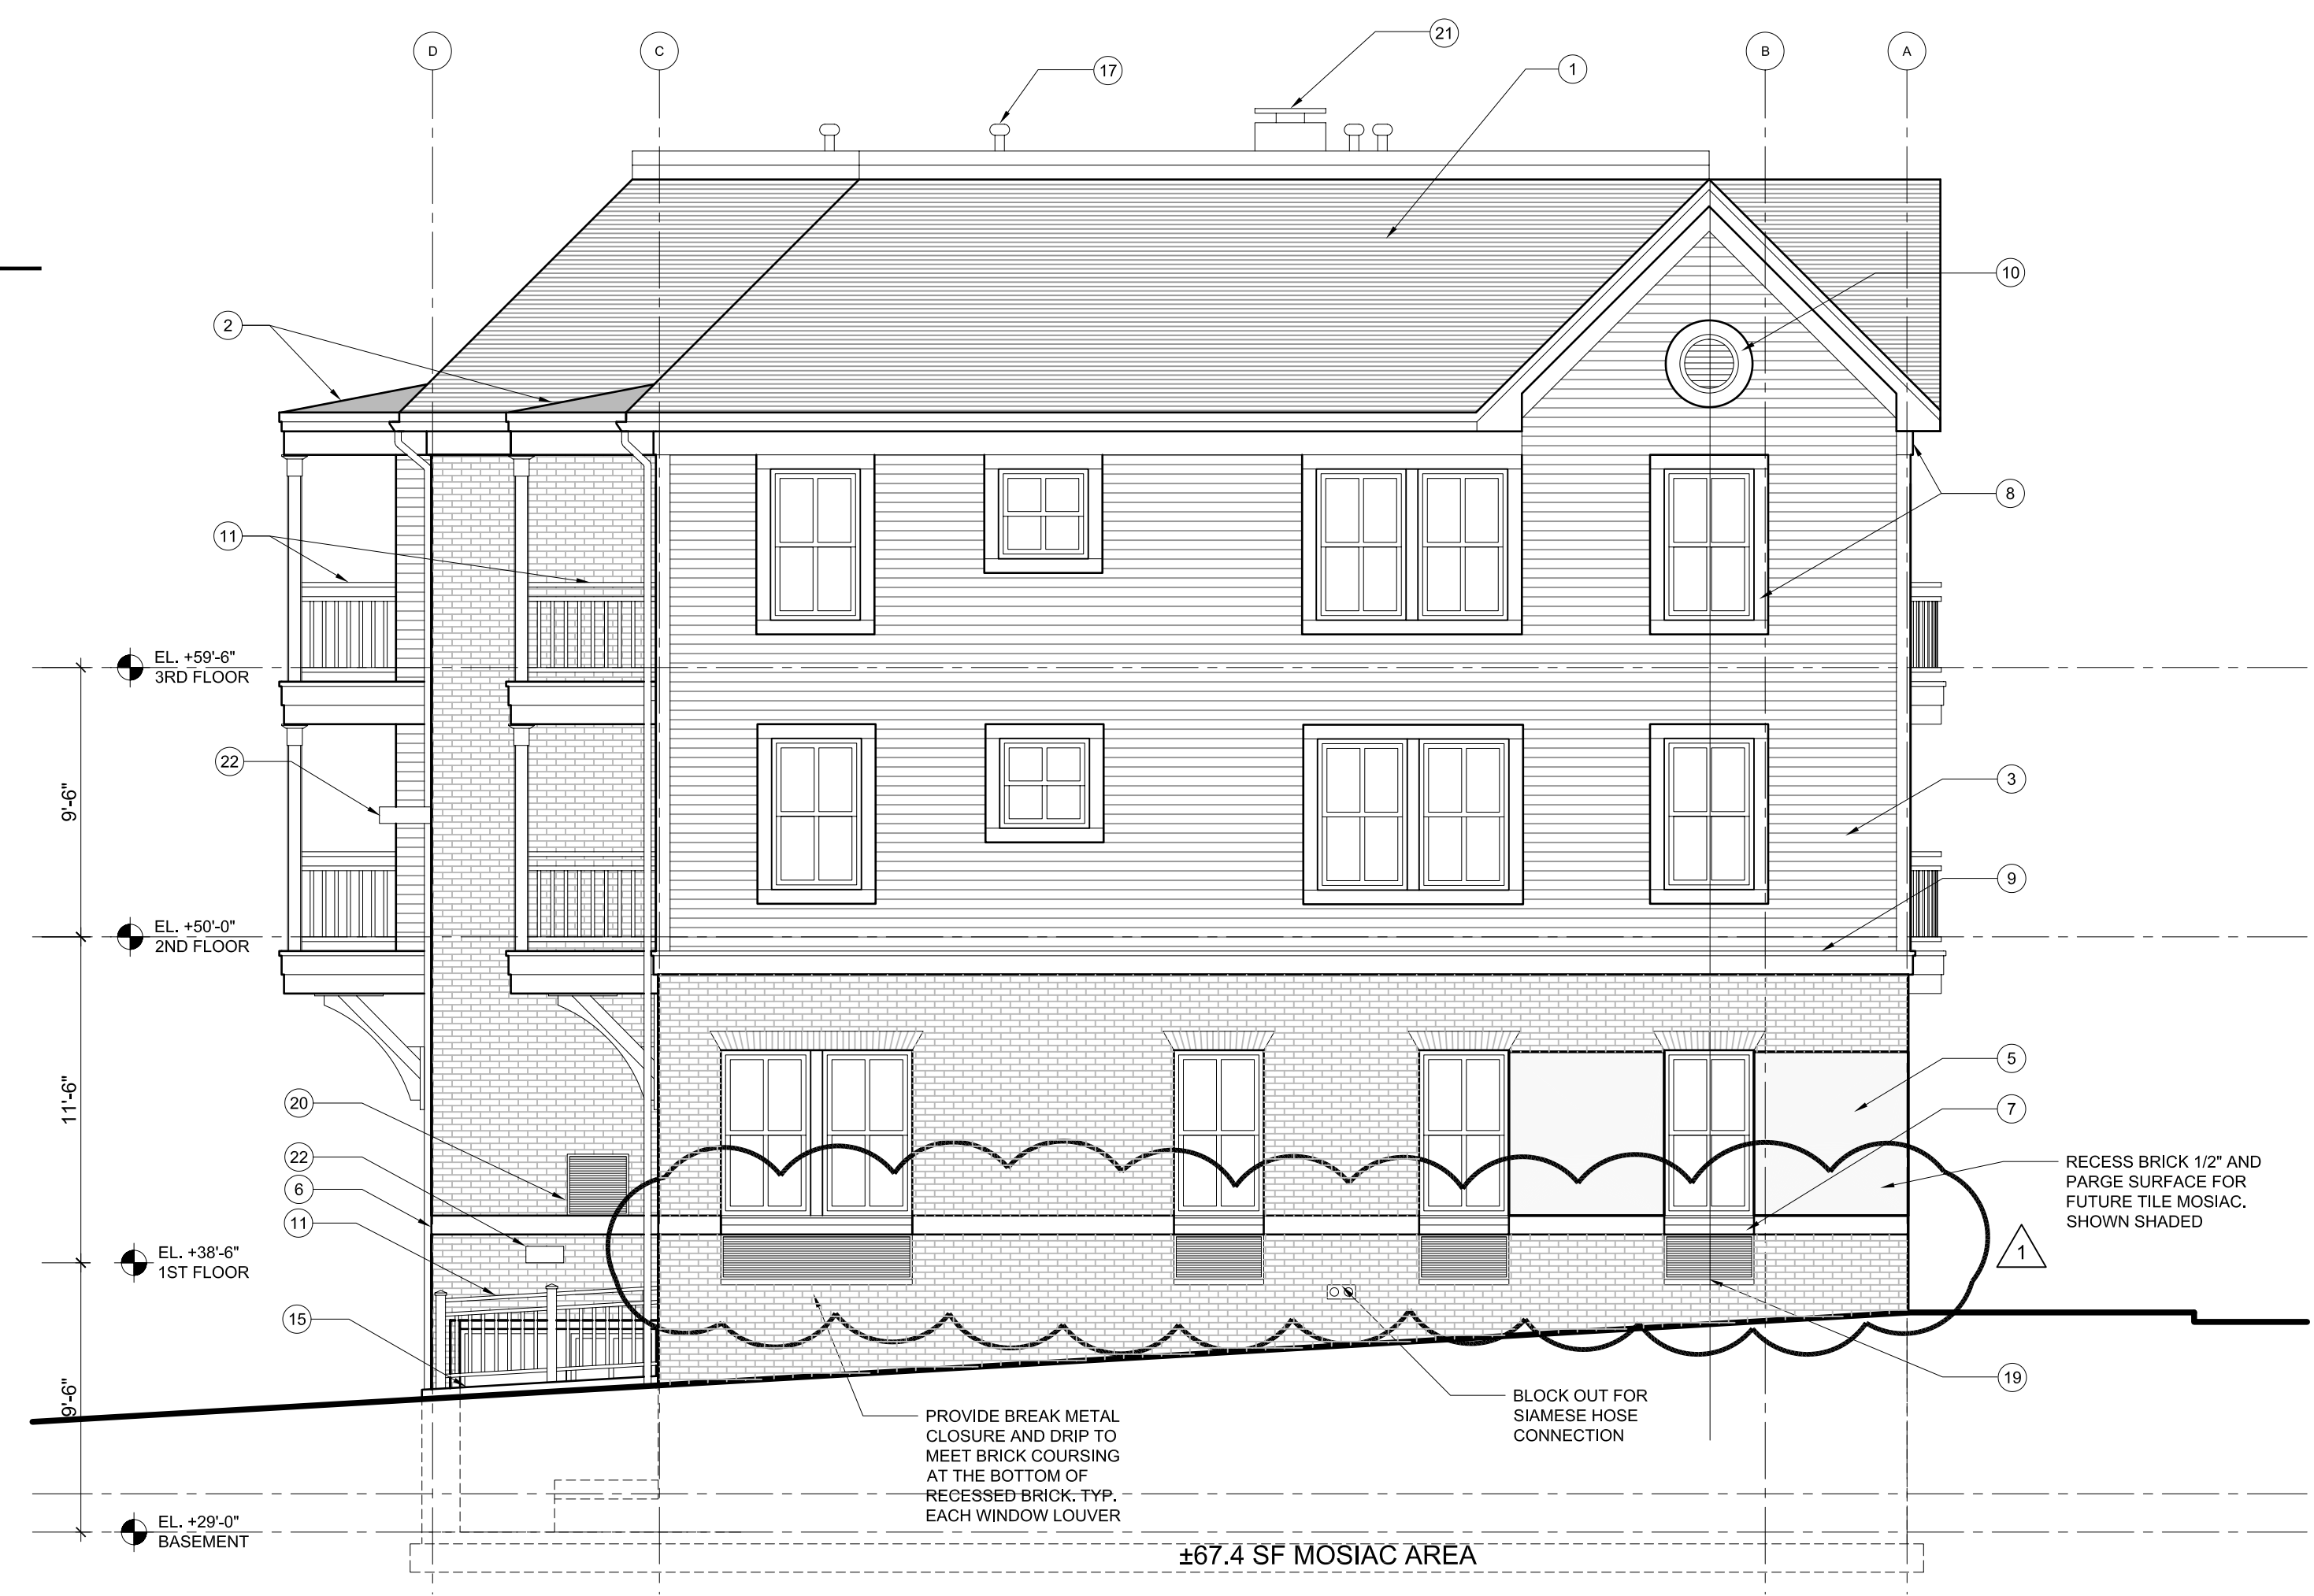 D
C
B
A
21
17
1
10
2
8
11
EL. +59'-6"
3RD FLOOR
22
3
9'-6"
9
EL. +50'-0"
2ND FLOOR
5
11'-6"
20
7
22
RECESS BRICK 1/2" AND
PARGE SURFACE FOR
FUTURE TILE MOSIAC.
SHOWN SHADED
6
11
1
EL. +38'-6"
1ST FLOOR
15
19
9'-6"
PROVIDE BREAK METAL
CLOSURE AND DRIP TO
MEET BRICK COURSING
AT THE BOTTOM OF
RECESSED BRICK. TYP.
EACH WINDOW LOUVER
BLOCK OUT FOR
SIAMESE HOSE
CONNECTION
EL. +29'-0"
BASEMENT
±67.4 SF MOSIAC AREA